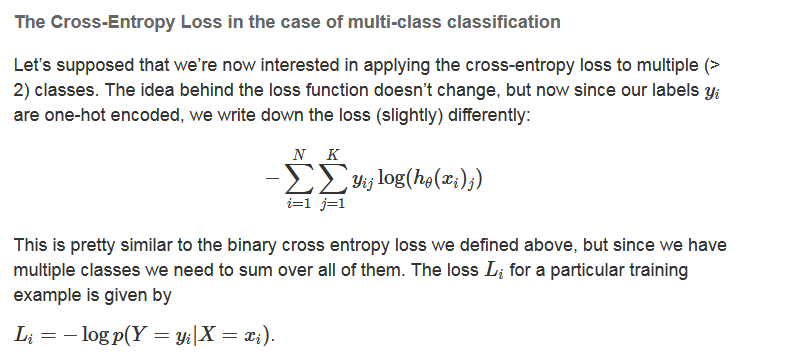 The Cross-Entropy Loss in the case of multi-class classification
Let's supposed that we're now interested in applying the cross-entropy loss to multiple (>
2) classes. The idea behind the loss function doesn't change, but now since our labels y_i
are one-hot encoded, we write down the loss (slightly) differently:
-\sum_{i=1}^{N}\sum_{j=1}^{K} y_{ij} \log(h_\theta(x_i)_j)
This is pretty similar to the binary cross entropy loss we defined above, but since we have
multiple classes we need to sum over all of them. The loss L_i for a particular training
example is given by
L_i = -\log p(Y = y_i|X = x_i).